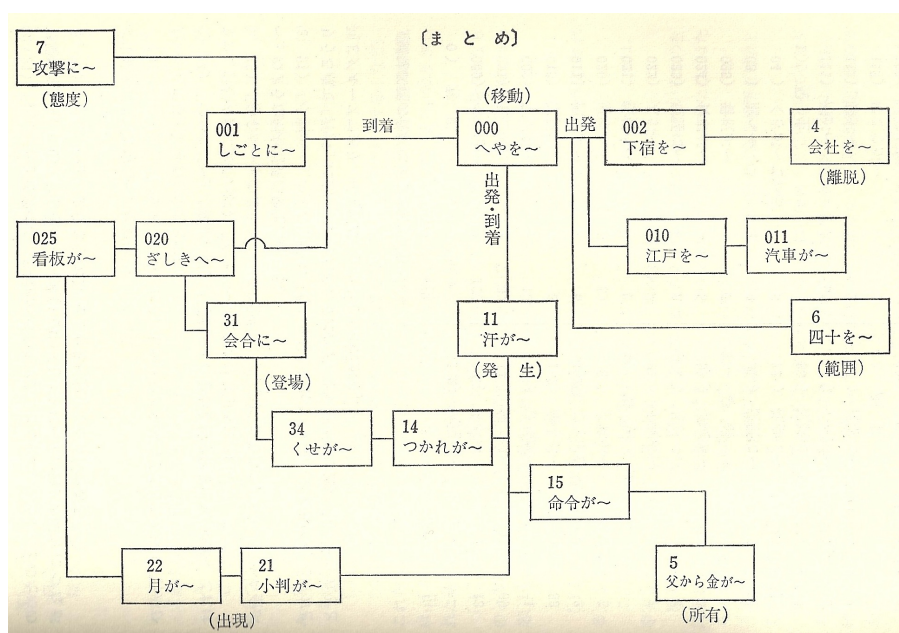 〔まとめ〕
7
攻撃に～
(態度)
(移動)
001
しごとに～
到着
000
へやを～
出発
002
下宿を～
4
会社を～
(離脱)
出発・到着
025
看板が～
020
ざしきへ～
010
江戸を～
011
汽車が～
31
会合に～
(登場)
11
汗が～
(発生)
6
四十を～
(範囲)
34
くせが～
14
つかれが～
15
命令が～
22
月が～
21
小判が～
(出現)
5
父から金が～
(所有)